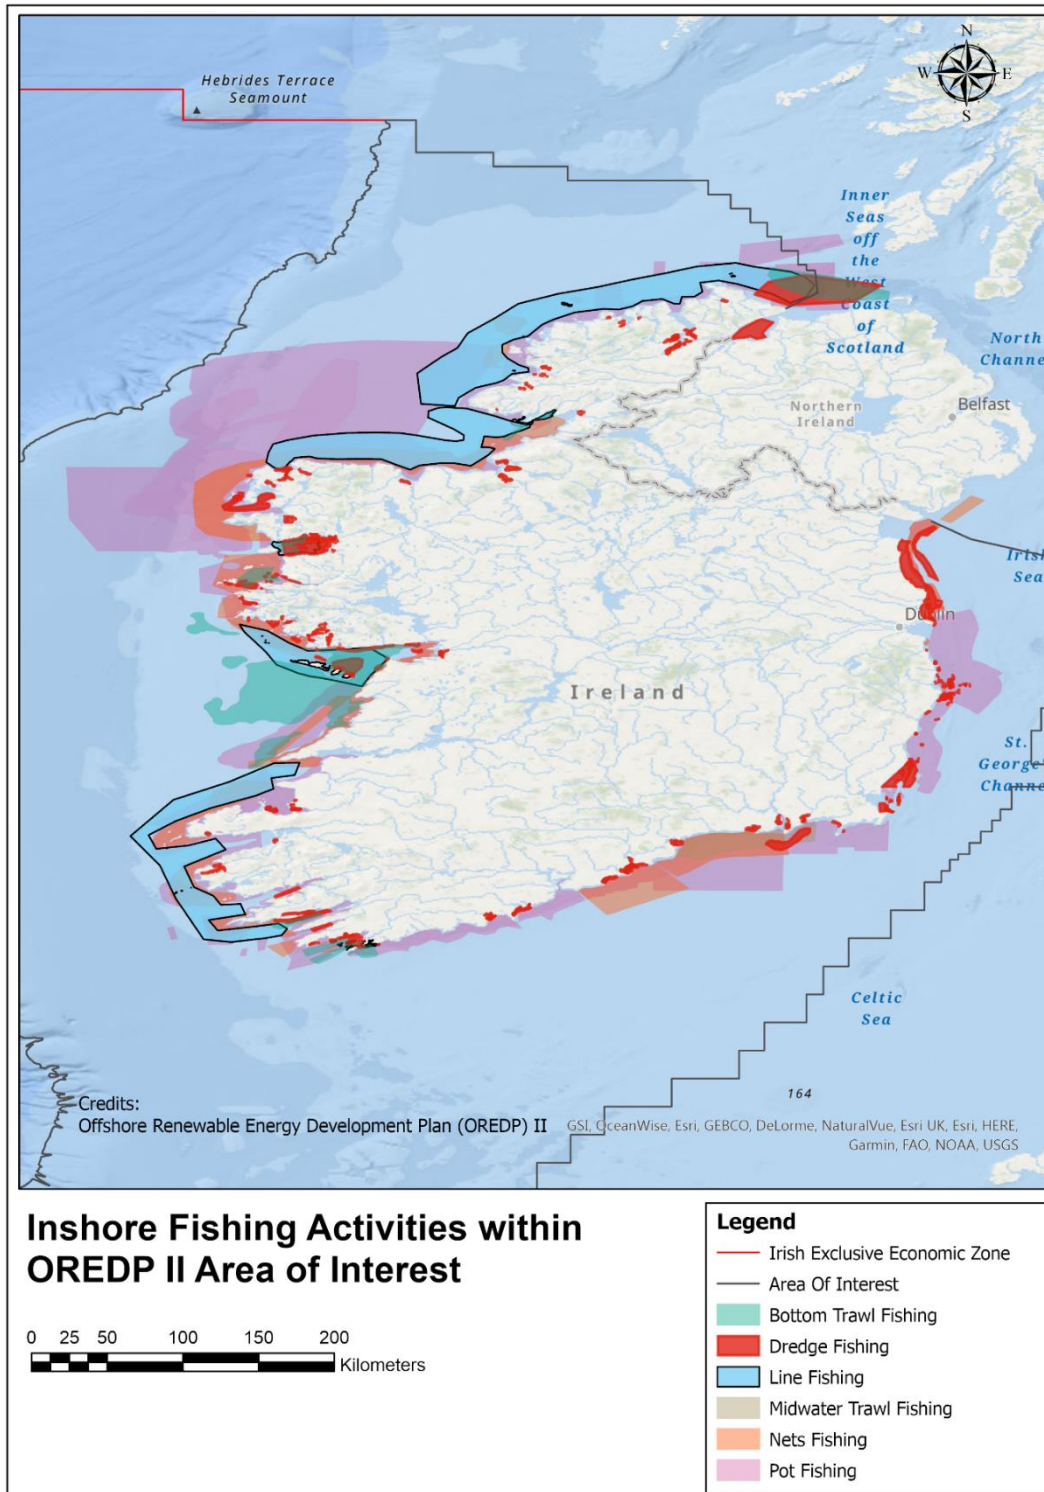 N
W
E
S
Hebrides Terrace
Seamount
Inner
Seas
off
the
West
Coast
of
Scotland
North
Channe
Northern
Ireland
Belfast
Irish
Sea
Dublin
Ireland
St.
George'
Channe
Celtic
Sea
164
Credits:
Offshore Renewable Energy Development Plan (OREDP) II
GSI, OceanWise, Esri, GEBCO, DeLorme, NaturalVue, Esri UK, Esri, HERE,
Garmin, FAO, NOAA, USGS
Inshore Fishing Activities within
OREDP II Area of Interest
0 25 50 100 150 200
Kilometers
Legend
Irish Exclusive Economic Zone
Area Of Interest
Bottom Trawl Fishing
Dredge Fishing
Line Fishing
Midwater Trawl Fishing
Nets Fishing
Pot Fishing